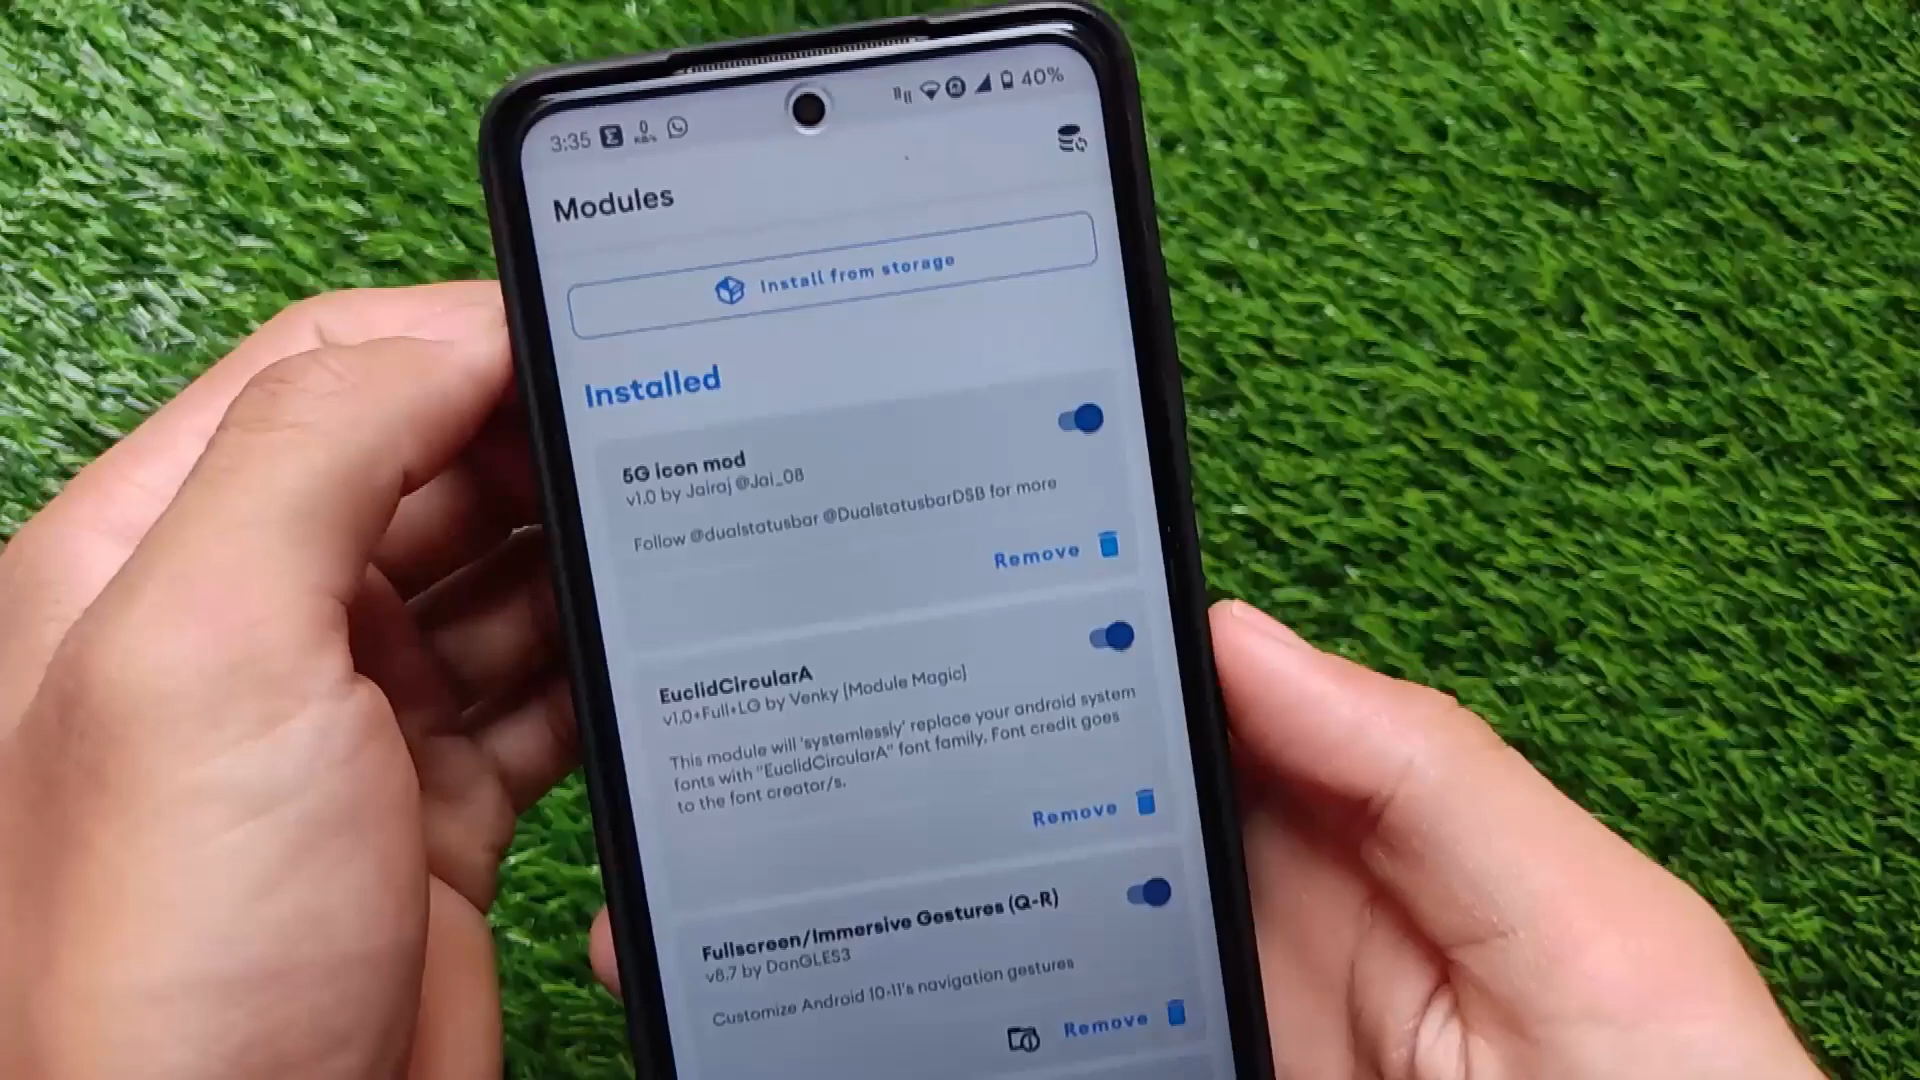 3:35 0 KB/s 40%
Modules
Install from storage
Installed
5G icon mod
v1.0 by Jairaj @Jai_08
Follow @dualstatusbar @DualstatusbarDSB for more
Remove
EuclidCircularA
v1.0+Full+LG by Venky [Module Magic]
This module will 'systemlessly' replace your android system
fonts with "EuclidCircularA" font family, Font credit goes
to the font creator/s.
Remove
Fullscreen/Immersive Gestures (Q-R)
v8.7 by DanGLES3
Customize Android 10-11's navigation gestures
Remove